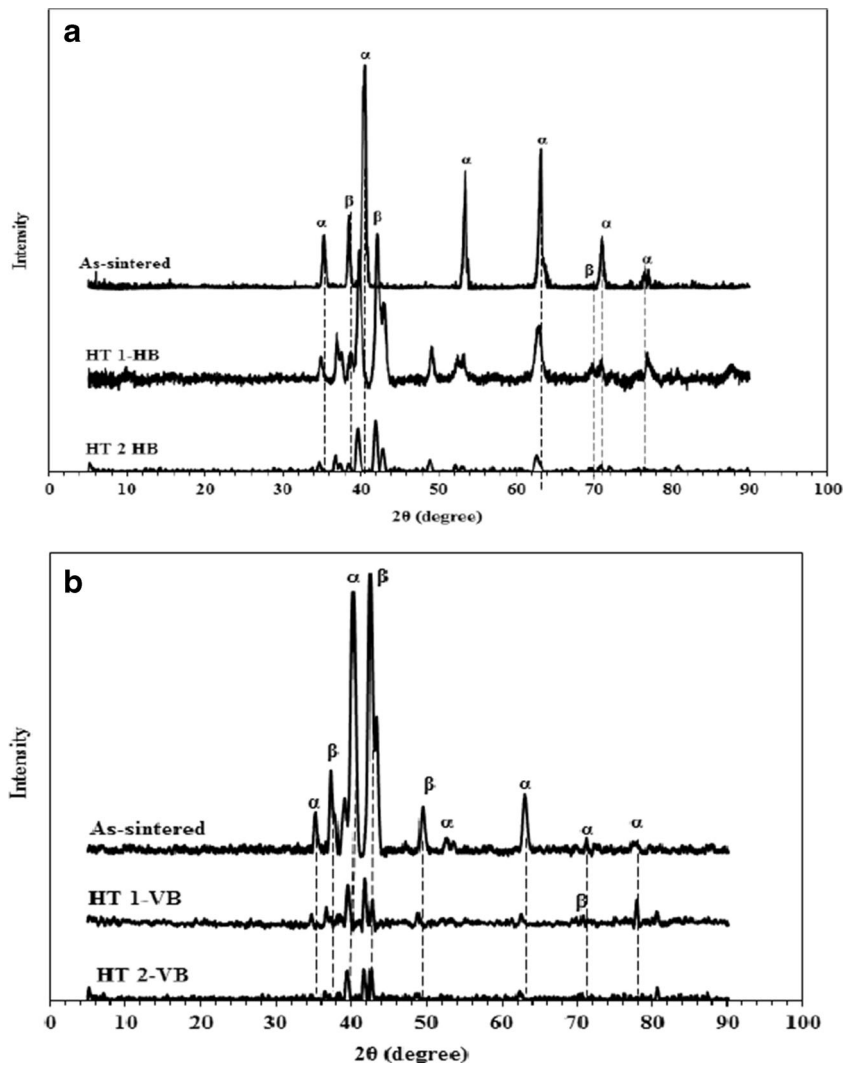 a
α
α
α
α
β
β
α
β
α
As-sintered
HT 1-HB
HT 2 HB
Intensity
0 10 20 30 40 50 60 70 80 90 100
2θ (degree)
b
α β
β
α
β
α
α
α
α
As-sintered
β
HT 1-VB
HT 2-VB
Intensity
0 10 20 30 40 50 60 70 80 90 100
2θ (degree)